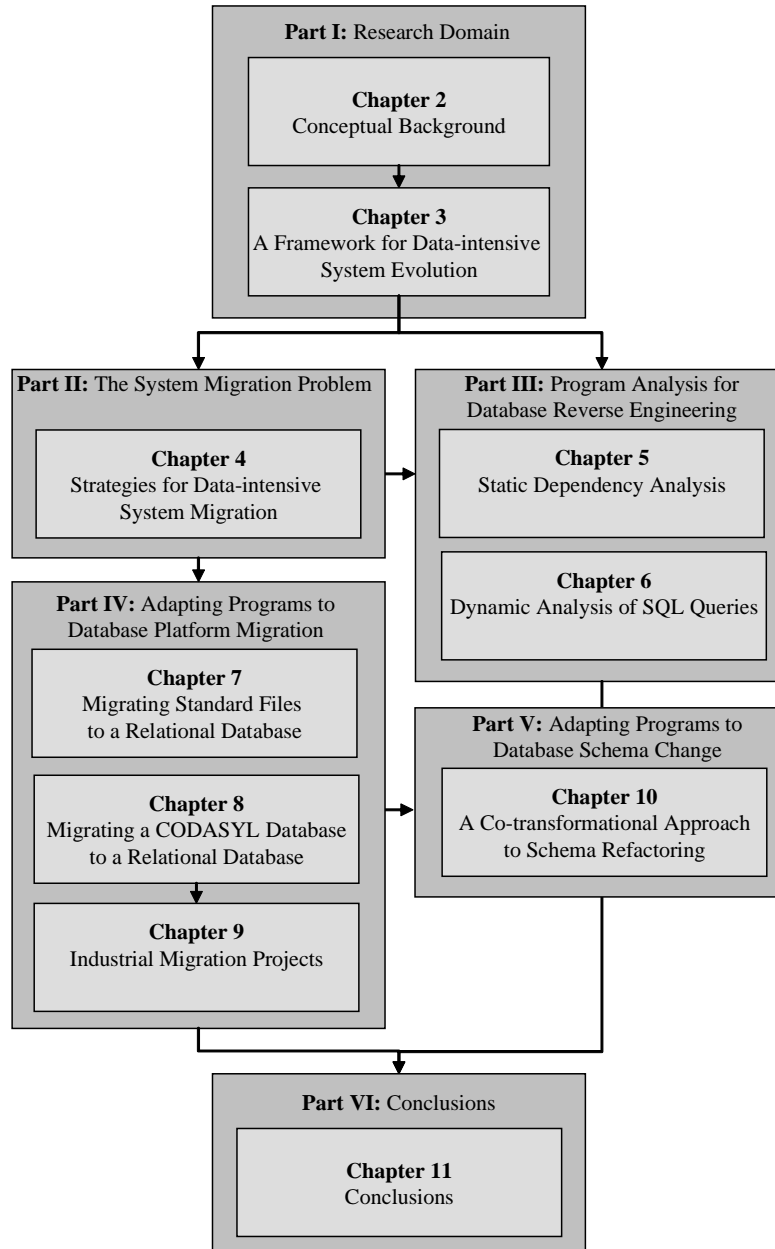 Part I: Research Domain
Chapter 2
Conceptual Background
Chapter 3
A Framework for Data-intensive
System Evolution
Part II: The System Migration Problem
Chapter 4
Strategies for Data-intensive
System Migration
Part III: Program Analysis for
Database Reverse Engineering
Chapter 5
Static Dependency Analysis
Chapter 6
Dynamic Analysis of SQL Queries
Part IV: Adapting Programs to
Database Platform Migration
Chapter 7
Migrating Standard Files
to a Relational Database
Chapter 8
Migrating a CODASYL Database
to a Relational Database
Chapter 9
Industrial Migration Projects
Part V: Adapting Programs to
Database Schema Change
Chapter 10
A Co-transformational Approach
to Schema Refactoring
Part VI: Conclusions
Chapter 11
Conclusions